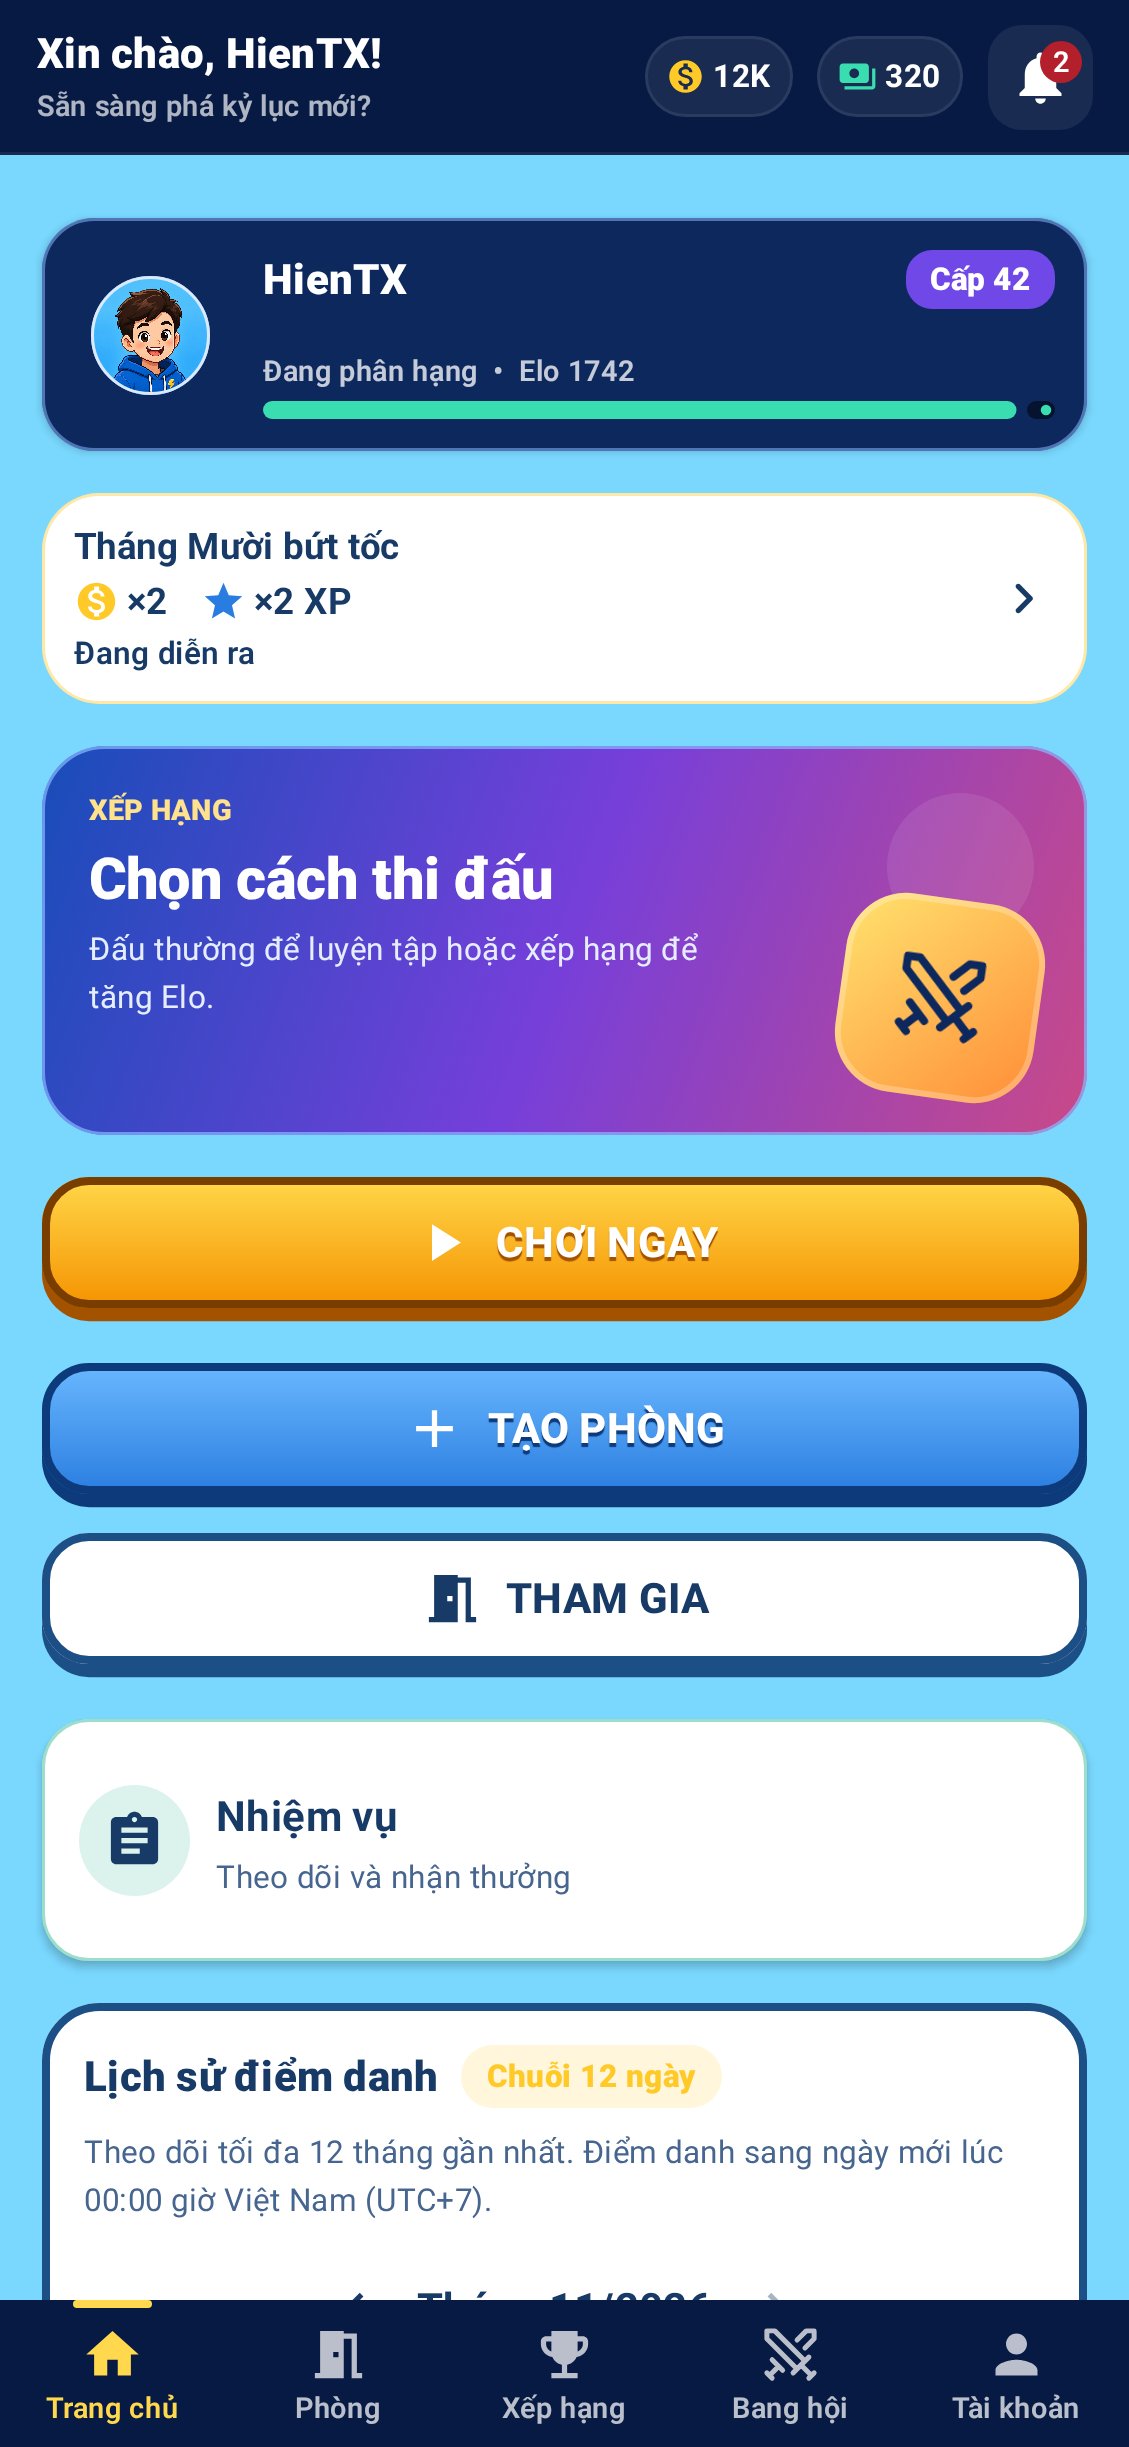 Xin chào, HienTX!
Sẵn sàng phá kỷ lục mới?
12K
320
2
HienTX
Cấp 42
Đang phân hạng • Elo 1742
Tháng Mười bứt tốc
×2 ×2 XP
Đang diễn ra
XẾP HẠNG
Chọn cách thi đấu
Đấu thường để luyện tập hoặc xếp hạng để
tăng Elo.
CHƠI NGAY
TẠO PHÒNG
THAM GIA
Nhiệm vụ
Theo dõi và nhận thưởng
Lịch sử điểm danh
Chuỗi 12 ngày
Theo dõi tối đa 12 tháng gần nhất. Điểm danh sang ngày mới lúc
00:00 giờ Việt Nam (UTC+7).
Trang chủ
Phòng
Xếp hạng
Bang hội
Tài khoản